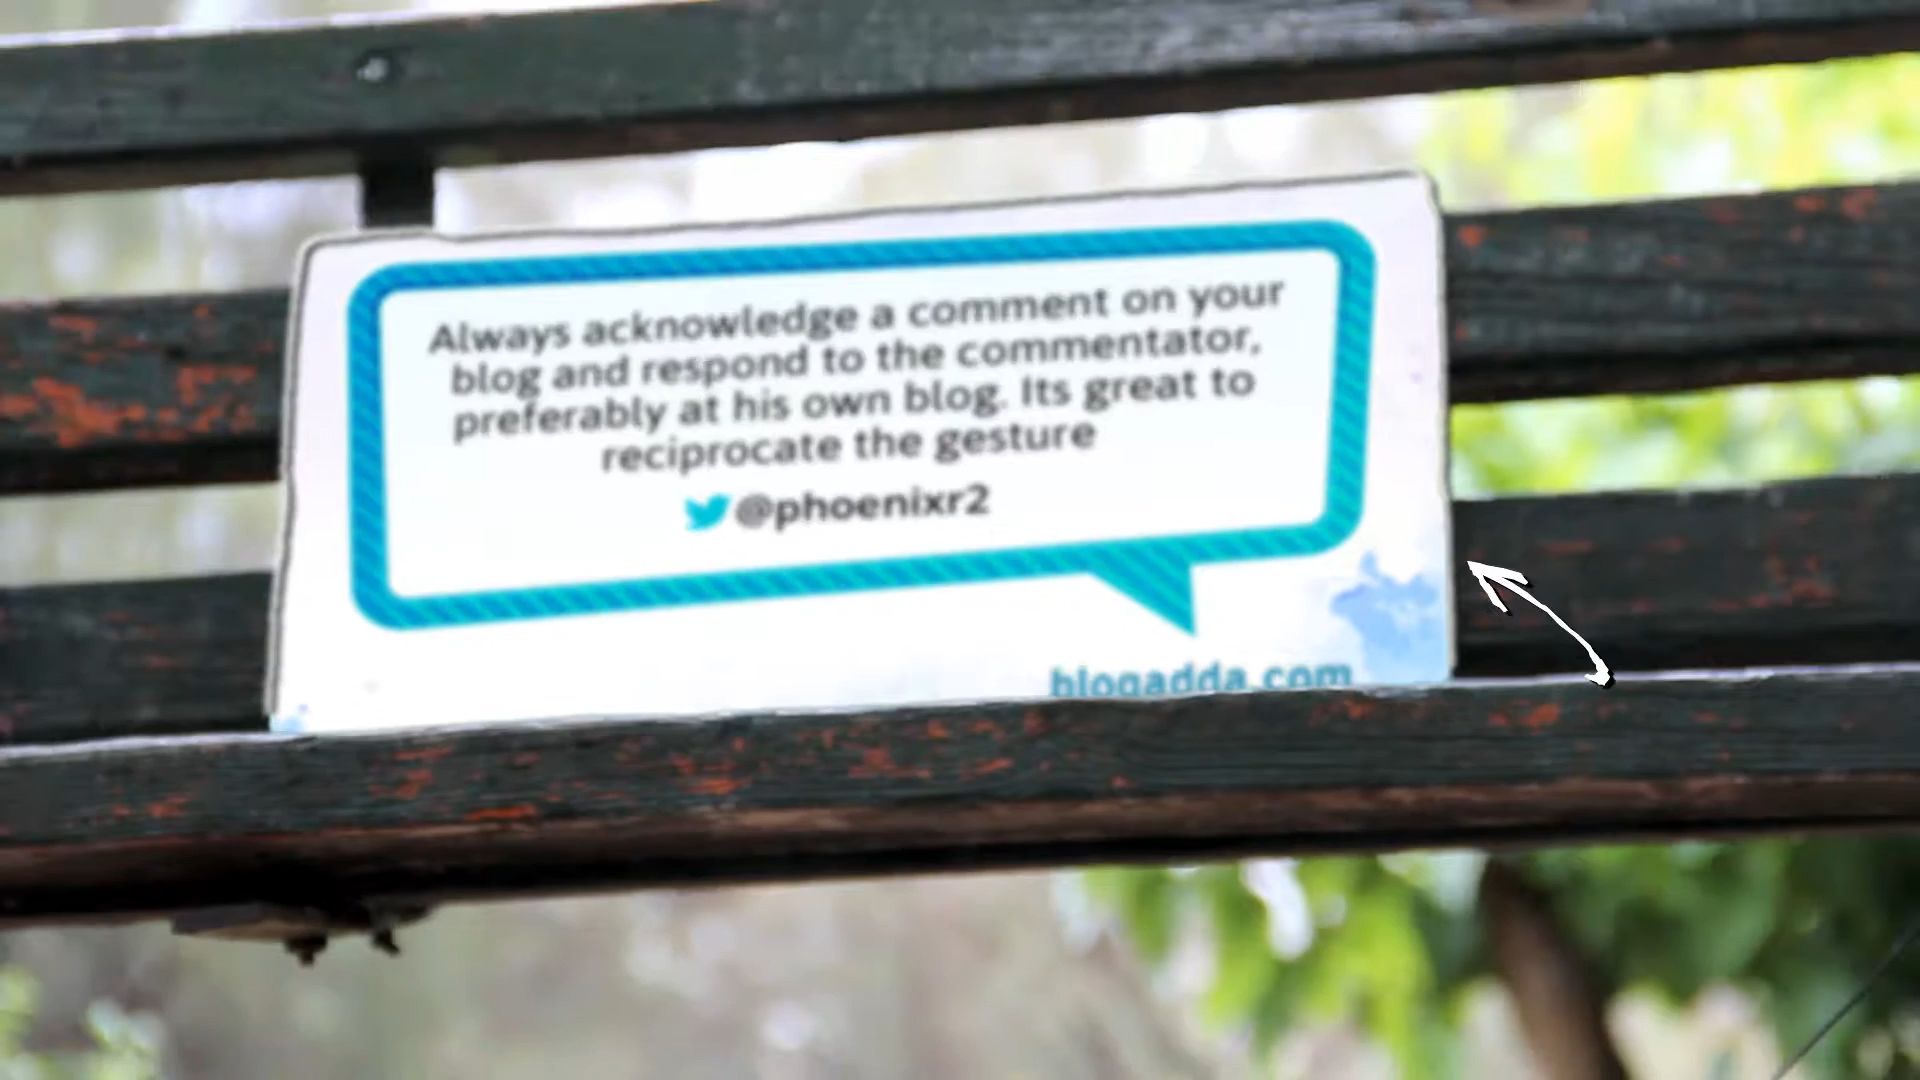 Always acknowledge a comment on your
blog and respond to the commentator,
preferably at his own blog. Its great to
reciprocate the gesture
@phoenixr2
blogadda.com